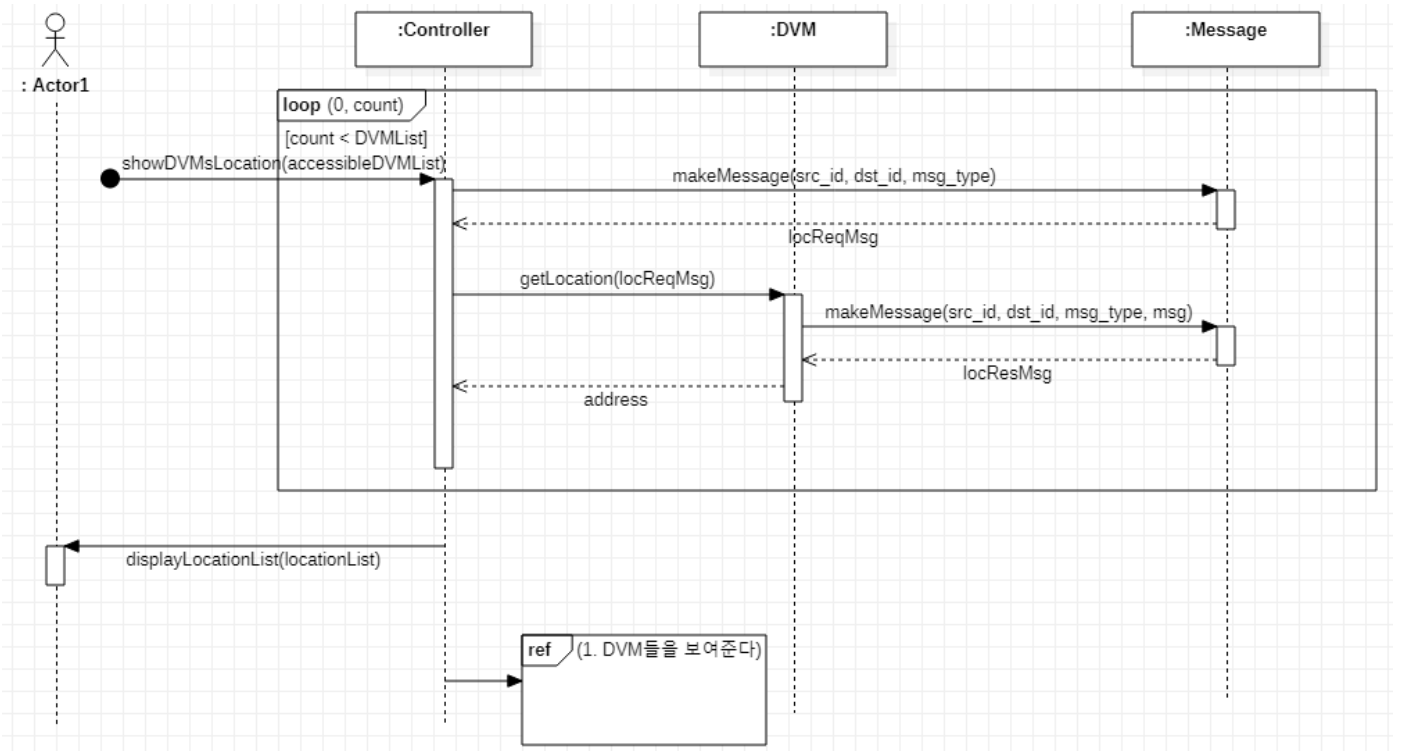 :Controller
:DVM
:Message
: Actor1
loop (0, count)
[count < DVMList]
showDVMsLocation(accessibleDVMList)
makeMessage(src_id, dst_id, msg_type)
locReqMsg
getLocation(locReqMsg)
makeMessage(src_id, dst_id, msg_type, msg)
locResMsg
address
displayLocationList(locationList)
ref (1. DVM들을 보여준다)